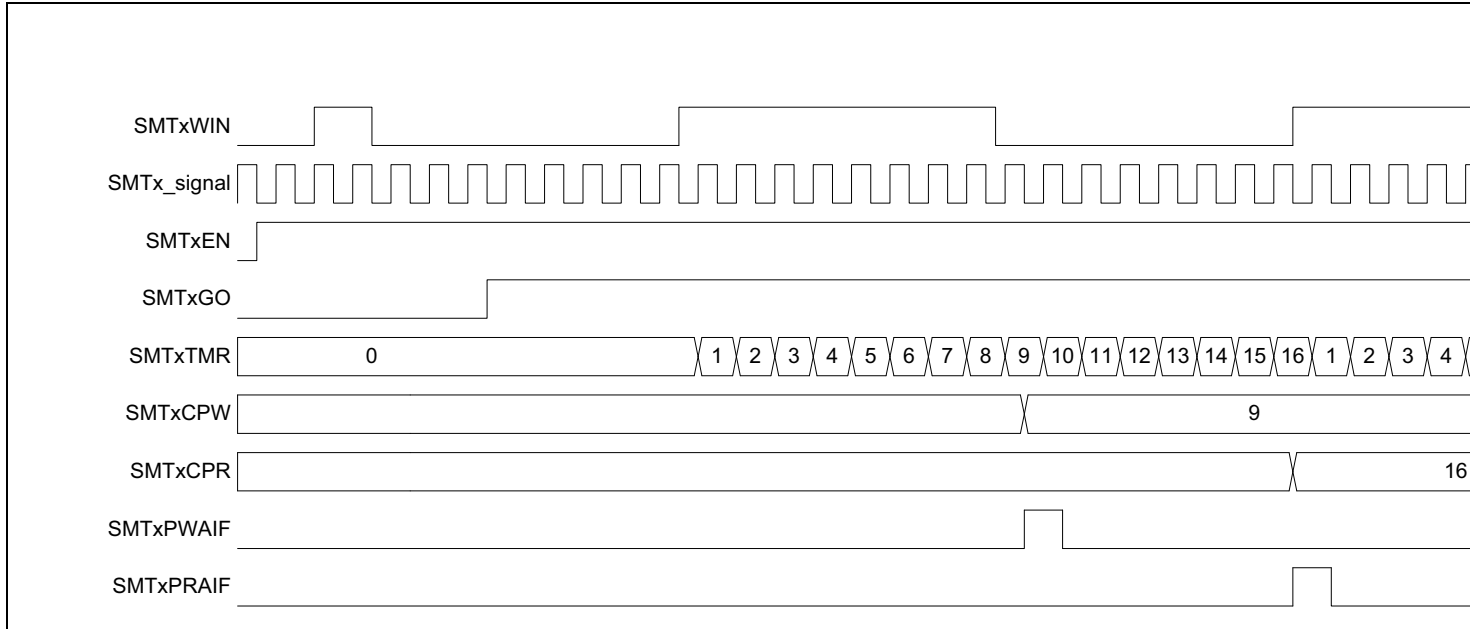 SMTxWIN
SMTx_signal
SMTxEN
SMTxGO
SMTxTMR 0 1 2 3 4 5 6 7 8 9 10 11 12 13 14 15 16 1 2 3 4
SMTxCPW 9
SMTxCPR 16
SMTxPWAIF
SMTxPRAIF